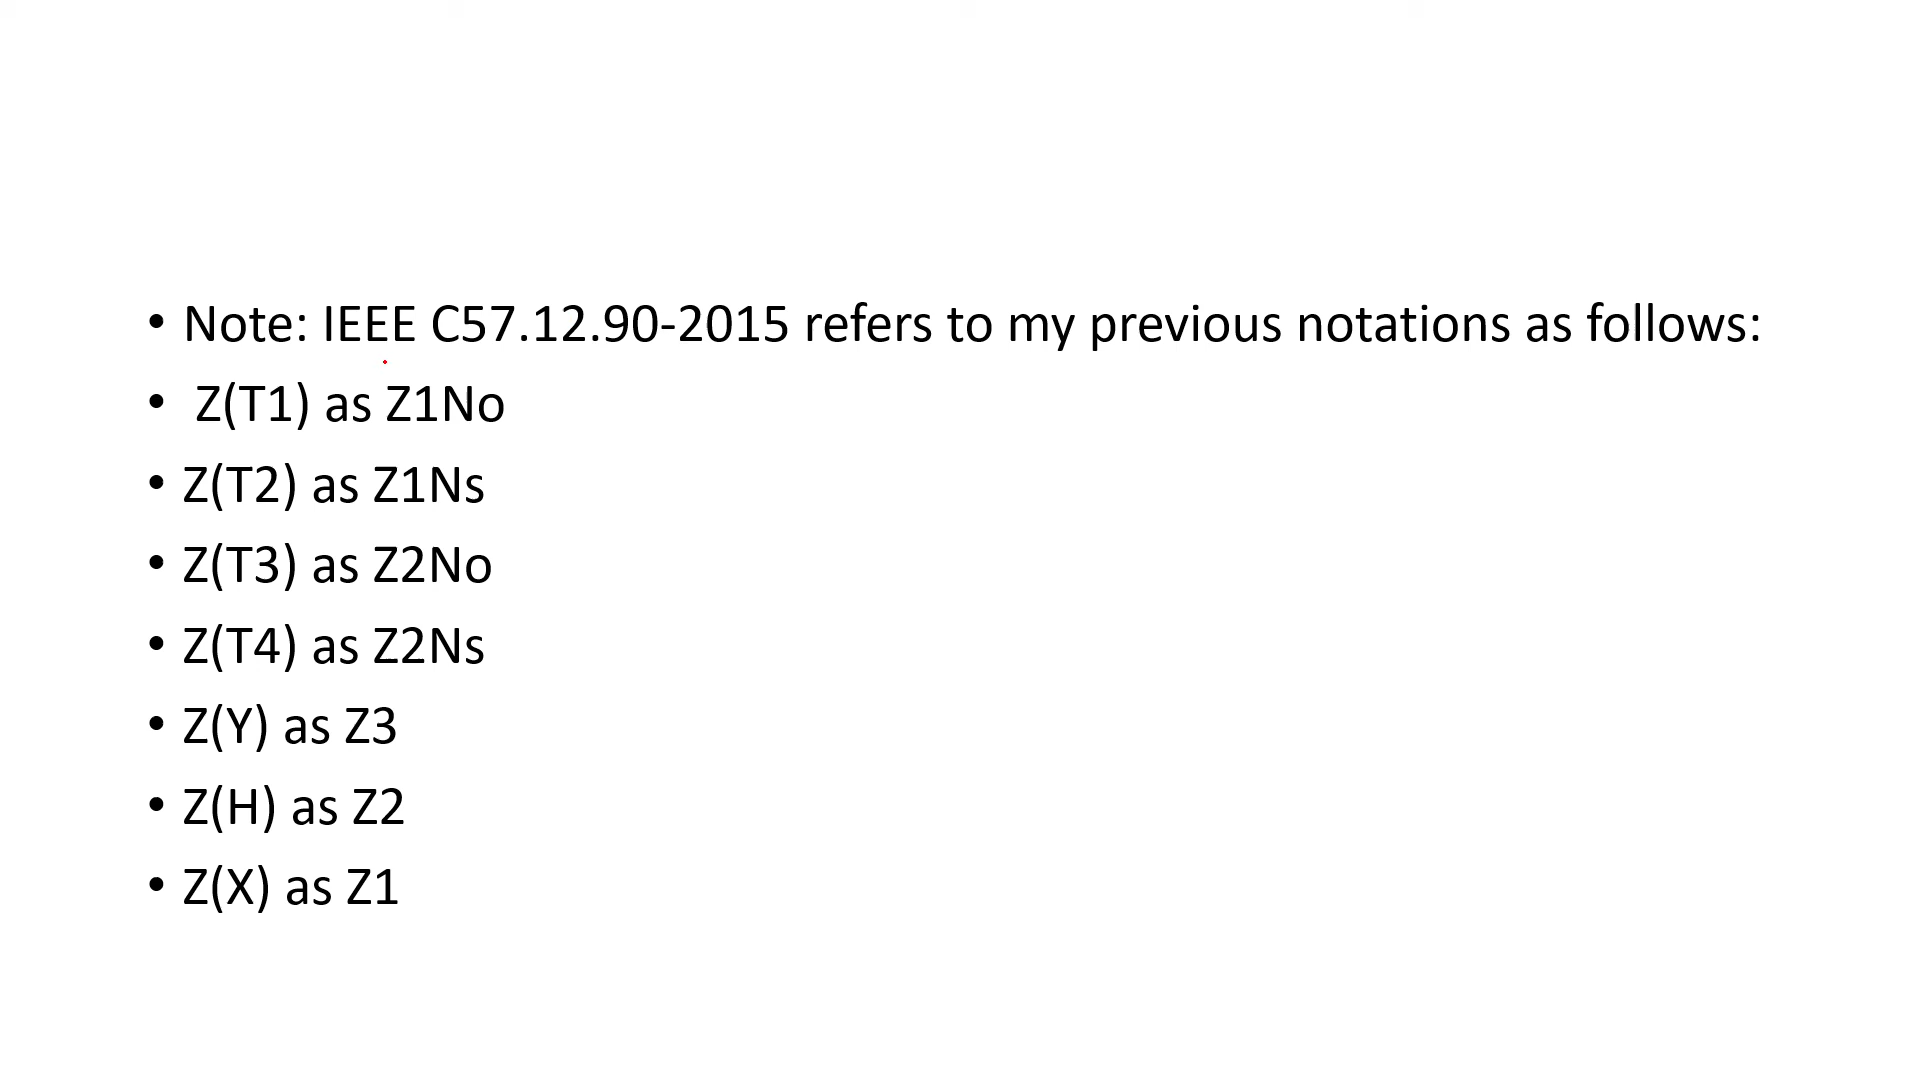 • Note: IEEE C57.12.90-2015 refers to my previous notations as follows:
• Z(T1) as Z1No
• Z(T2) as Z1Ns
• Z(T3) as Z2No
• Z(T4) as Z2Ns
• Z(Y) as Z3
• Z(H) as Z2
• Z(X) as Z1